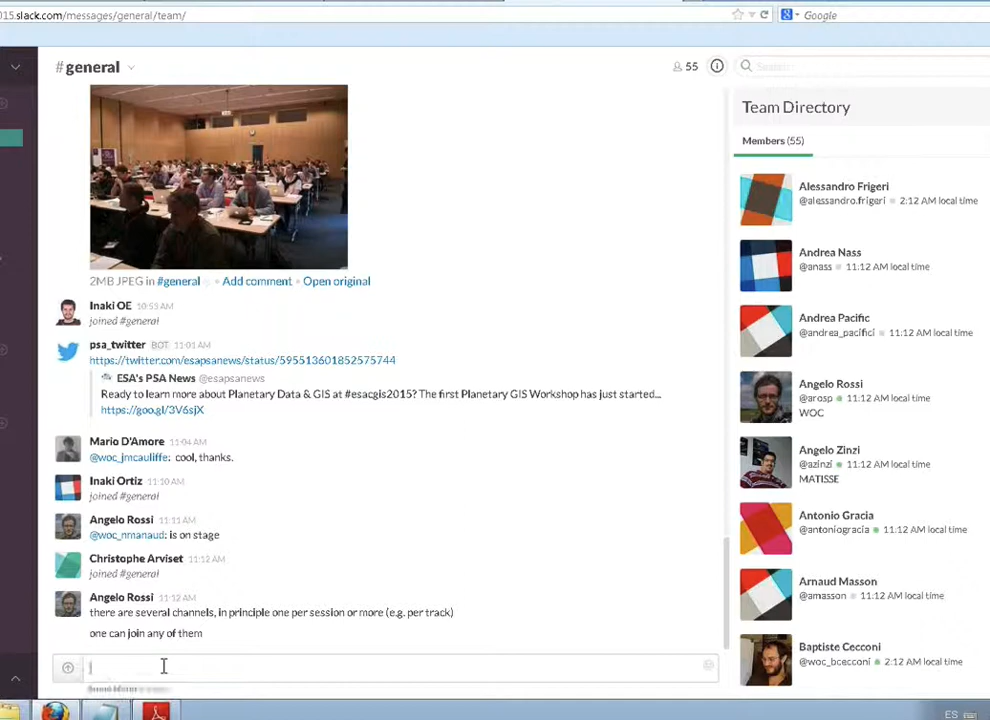 015.slack.com/messages/general/team/
Google
#general
55
Search
2MB JPEG in #general Add comment Open original
Inaki OE 10:53 AM
joined #general
psa_twitter BOT 11:01 AM
https://twitter.com/esapsanews/status/595513601852575744
ESA's PSA News @esapsanews
Ready to learn more about Planetary Data & GIS at #esacgis2015? The first Planetary GIS Workshop has just started...
https://goo.gl/3V6sjX
Mario D'Amore 11:04 AM
@woc_jmcauliffe: cool, thanks.
Inaki Ortiz 11:10 AM
joined #general
Angelo Rossi 11:11 AM
@woc_nmanaud: is on stage
Christophe Arviset 11:12 AM
joined #general
Angelo Rossi 11:12 AM
there are several channels, in principle one per session or more (e.g. per track)
one can join any of them
Team Directory
Members (55)
Alessandro Frigeri
@alessandro.frigeri 2:12 AM local time
Andrea Nass
@anass 11:12 AM local time
Andrea Pacific
@andrea_pacifici 11:12 AM local time
Angelo Rossi
@arosp 11:12 AM local time
WOC
Angelo Zinzi
@azinzi 11:12 AM local time
MATISSE
Antonio Gracia
@antoniogracia 11:12 AM local time
Arnaud Masson
@amasson 11:12 AM local time
Baptiste Cecconi
@woc_bcecconi 2:12 AM local time
ES